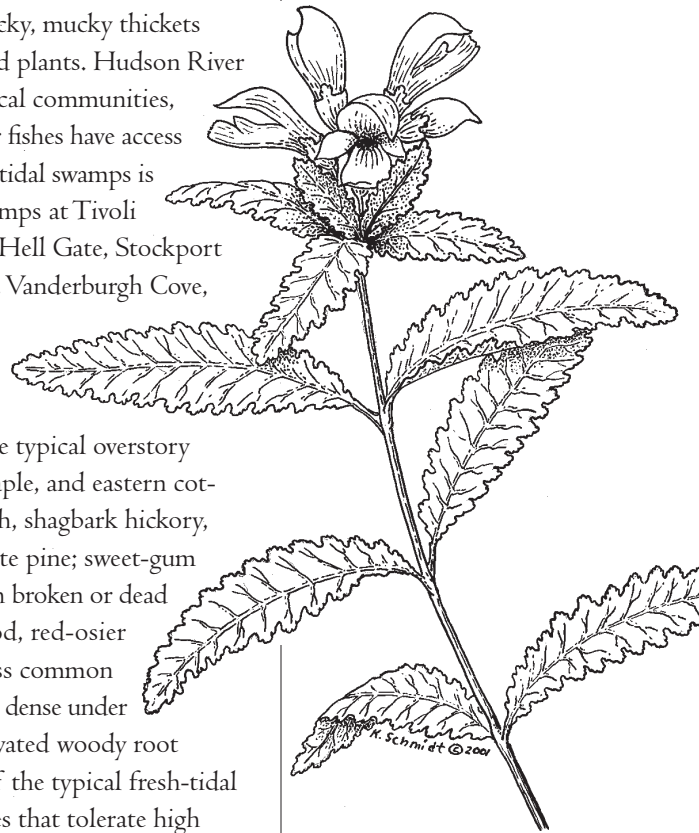 cky, mucky thickets
d plants. Hudson River
cal communities,
r fishes have access
tidal swamps is
mps at Tivoli
Hell Gate, Stockport
Vanderburgh Cove,
e typical overstory
ple, and eastern cot-
h, shagbark hickory,
te pine; sweet-gum
n broken or dead
od, red-osier
ss common
dense under
vated woody root
f the typical fresh-tidal
es that tolerate high
K. Schmidt © 2001